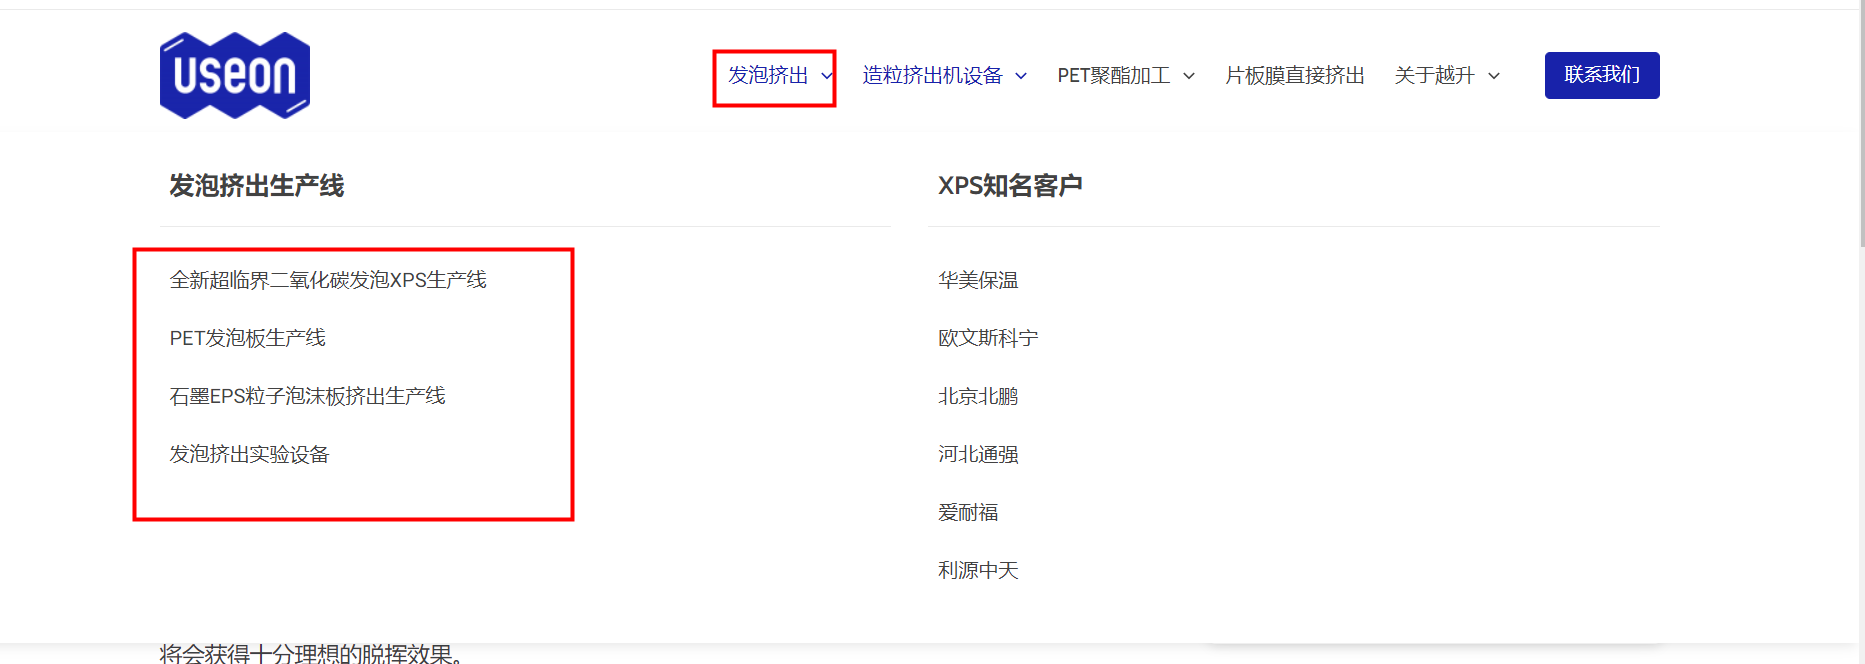 useon
发泡挤出
造粒挤出机设备
PET聚酯加工
片板膜直接挤出
关于越升
联系我们
发泡挤出生产线
全新超临界二氧化碳发泡XPS生产线
PET发泡板生产线
石墨EPS粒子泡沫板挤出生产线
发泡挤出实验设备
XPS知名客户
华美保温
欧文斯科宁
北京北鹏
河北通强
爱耐福
利源中天
将会获得十分理想的脱挥效果。